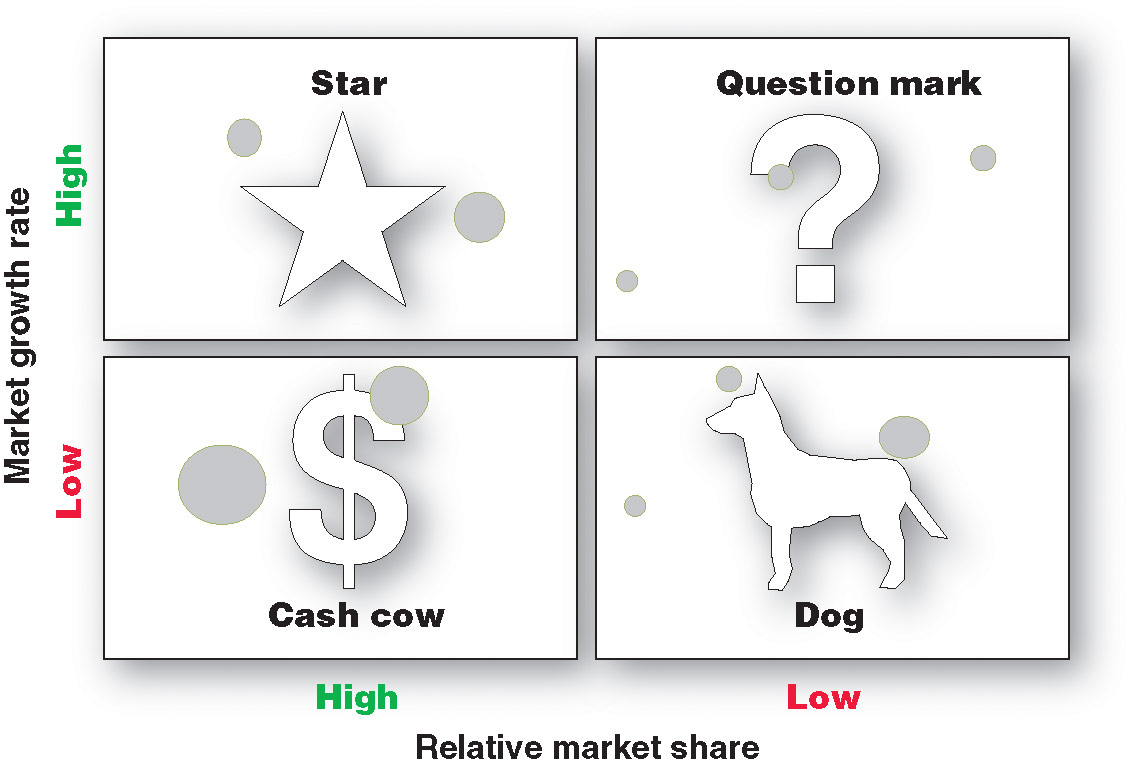 Star
Question mark
Market growth rate
High
Low
Cash cow
Dog
High
Low
Relative market share